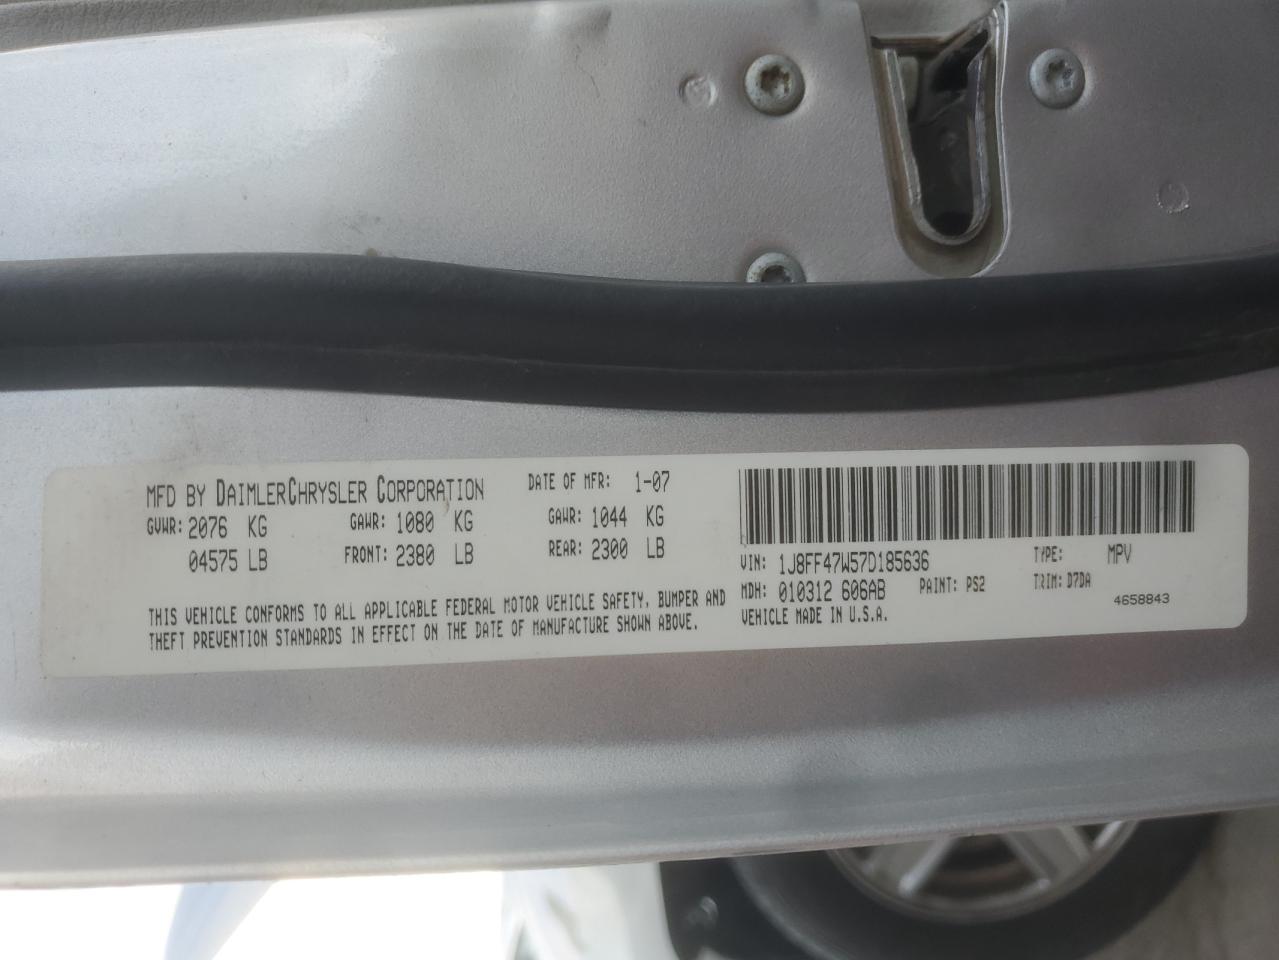 MFD BY DAIMLERCHRYSLER CORPORATION DATE OF MFR: 1-07
GVWR: 2076 KG GAWR: 1080 KG GAWR: 1044 KG
04575 LB FRONT: 2380 LB REAR: 2300 LB
THIS VEHICLE CONFORMS TO ALL APPLICABLE FEDERAL MOTOR VEHICLE SAFETY, BUMPER AND
THEFT PREVENTION STANDARDS IN EFFECT ON THE DATE OF MANUFACTURE SHOWN ABOVE.
VIN: 1J8FF47W57D185636 TYPE: MPV
MDH: 010312 606AB PAINT: PS2 TRIM: D7DA
VEHICLE MADE IN U.S.A. 4658843